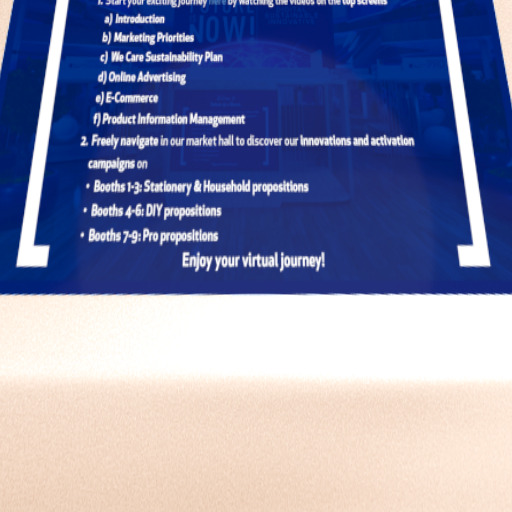 1. Start your exciting journey here by watching the videos on the top screens
a) Introduction
b) Marketing Priorities
c) We Care Sustainability Plan
d) Online Advertising
e) E-Commerce
f) Product Information Management
2. Freely navigate in our market hall to discover our innovations and activation
campaigns on
• Booths 1-3: Stationery & Household propositions
• Booths 4-6: DIY propositions
• Booths 7-9: Pro propositions
Enjoy your virtual journey!
NOW!